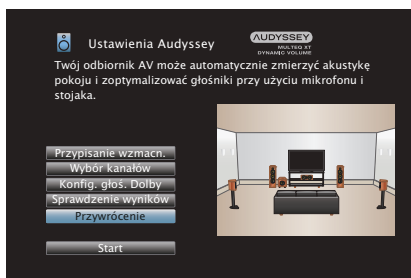 Ustawienia Audyssey
AUDYSSEY
MULTEQ XT
DYNAMIC VOLUME
Twój odbiornik AV może automatycznie zmierzyć akustykę
pokoju i zoptymalizować głośniki przy użyciu mikrofonu i
stojaka.
Przypisanie wzmacn.
Wybór kanałów
Konfig. głoś. Dolby
Sprawdzenie wyników
Przywrócenie
Start